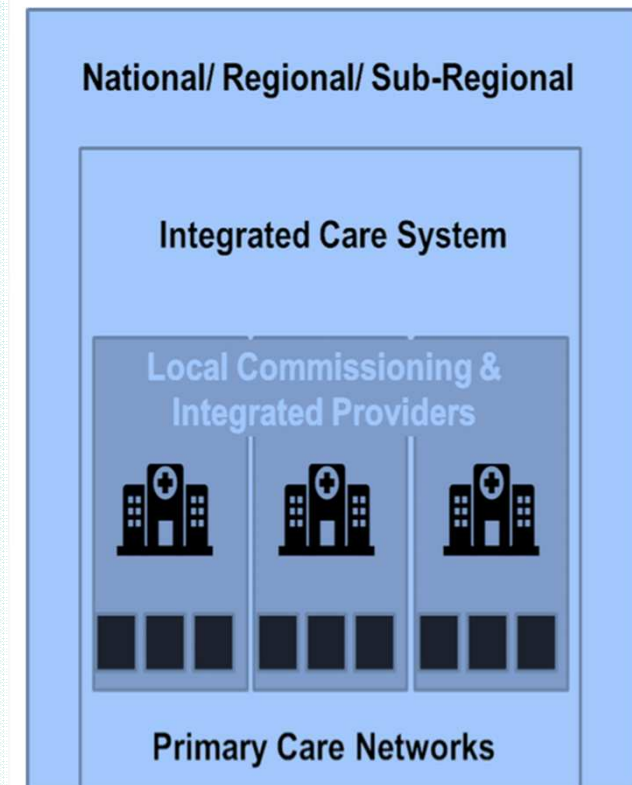 National/ Regional/ Sub-Regional
Integrated Care System
Local Commissioning &
Integrated Providers
Primary Care Networks